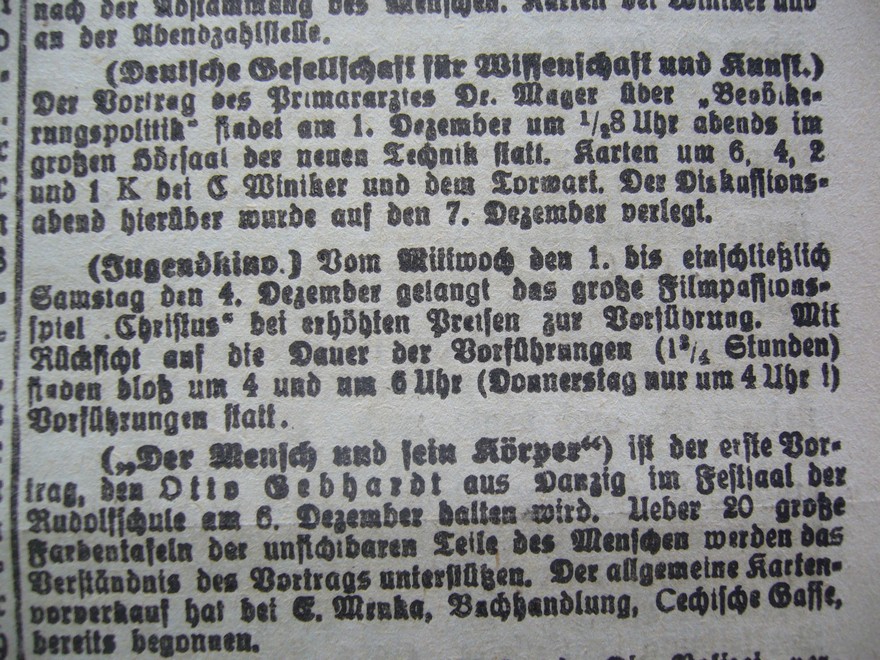 nach der Abstammung des Menschen. Karten bei Winiker und
an der Abendzahlstelle.
(Deutsche Gesellschaft für Wissenschaft und Kunst.)
Der Vortrag des Primararztes Dr. Mager über „Bevölke-
rungspolitik“ findet am 1. Dezember um 1/28 Uhr abends im
großen Hörsaal der neuen Technik statt. Karten um 6, 4, 2
und 1 K bei C Winiker und dem Torwart. Der Diskussions-
abend hierüber wurde auf den 7. Dezember verlegt.
(Jugendkino.) Vom Mittwoch den 1. bis einschließlich
Samstag den 4. Dezember gelangt das große Filmpassions-
spiel „Christus“ bei erhöhten Preisen zur Vorführung. Mit
Rücksicht auf die Dauer der Vorführungen (1 3/4 Stunden)
finden bloß um 4 und um 6 Uhr (Donnerstag nur um 4 Uhr!)
Vorführungen statt.
(„Der Mensch und sein Körper“) ist der erste Vor-
trag, den Otto Gebhardt aus Danzig im Festsaal der
Rudolfschule am 6. Dezember halten wird. Ueber 20 große
Farbentafeln der unsichtbaren Teile des Menschen werden das
Verständnis des Vortrags unterstützen. Der allgemeine Karten-
vorverkauf hat bei E. Menka, Buchhandlung, Cechische Gasse,
bereits begonnen.